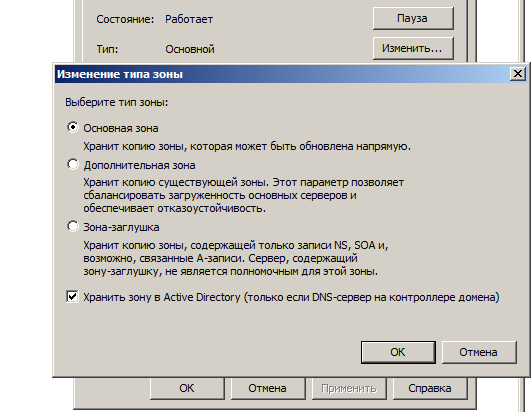 Состояние: Работает Пауза
Тип: Основной Изменить...
Изменение типа зоны
Выберите тип зоны:
Основная зона
Хранит копию зоны, которая может быть обновлена напрямую.
Дополнительная зона
Хранит копию существующей зоны. Этот параметр позволяет
сбалансировать загруженность основных серверов и
обеспечивает отказоустойчивость.
Зона-заглушка
Хранит копию зоны, содержащей только записи NS, SOA и,
возможно, связанные A-записи. Сервер, содержащий
зону-заглушку, не является полномочным для этой зоны.
Хранить зону в Active Directory (только если DNS-сервер на контроллере домена)
OK Отмена
OK Отмена Применить Справка